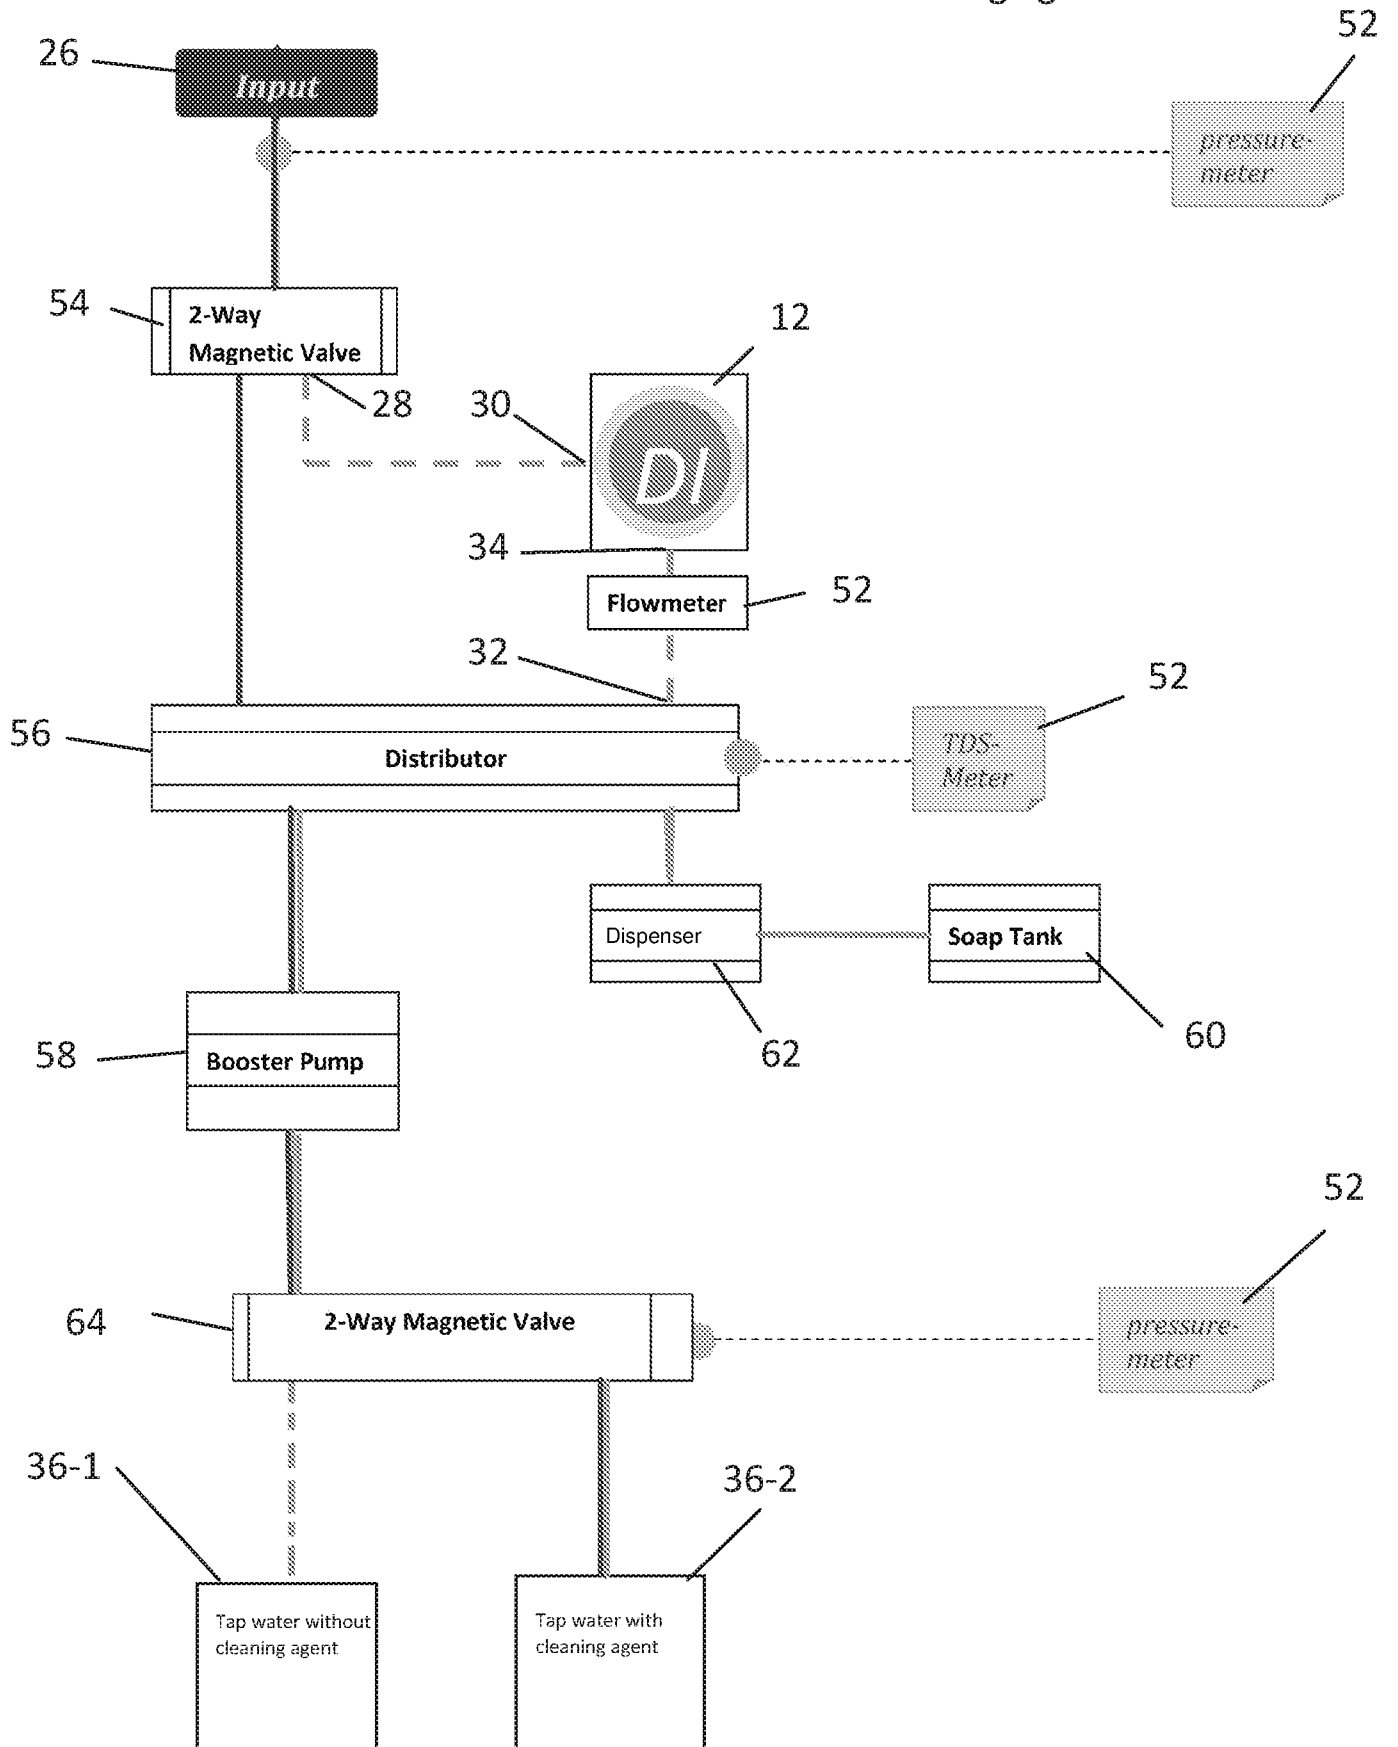 52
26
Input
pressure-
meter
54
2-Way
Magnetic Valve
12
28
30
DI
34
Flowmeter
52
32
52
56
Distributor
TDS-
Meter
Dispenser
Soap Tank
58
Booster Pump
62
60
52
64
2-Way Magnetic Valve
pressure-
meter
36-1
36-2
Tap water without
cleaning agent
Tap water with
cleaning agent